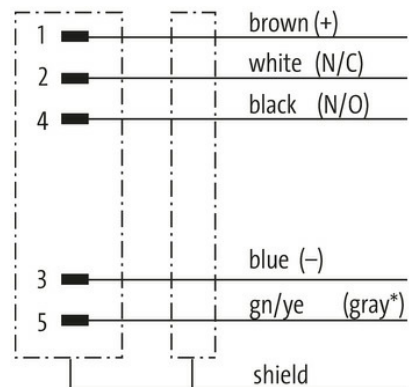 1 brown (+)
2 white (N/C)
4 black (N/O)
3 blue (–)
5 gn/ye (gray*)
shield